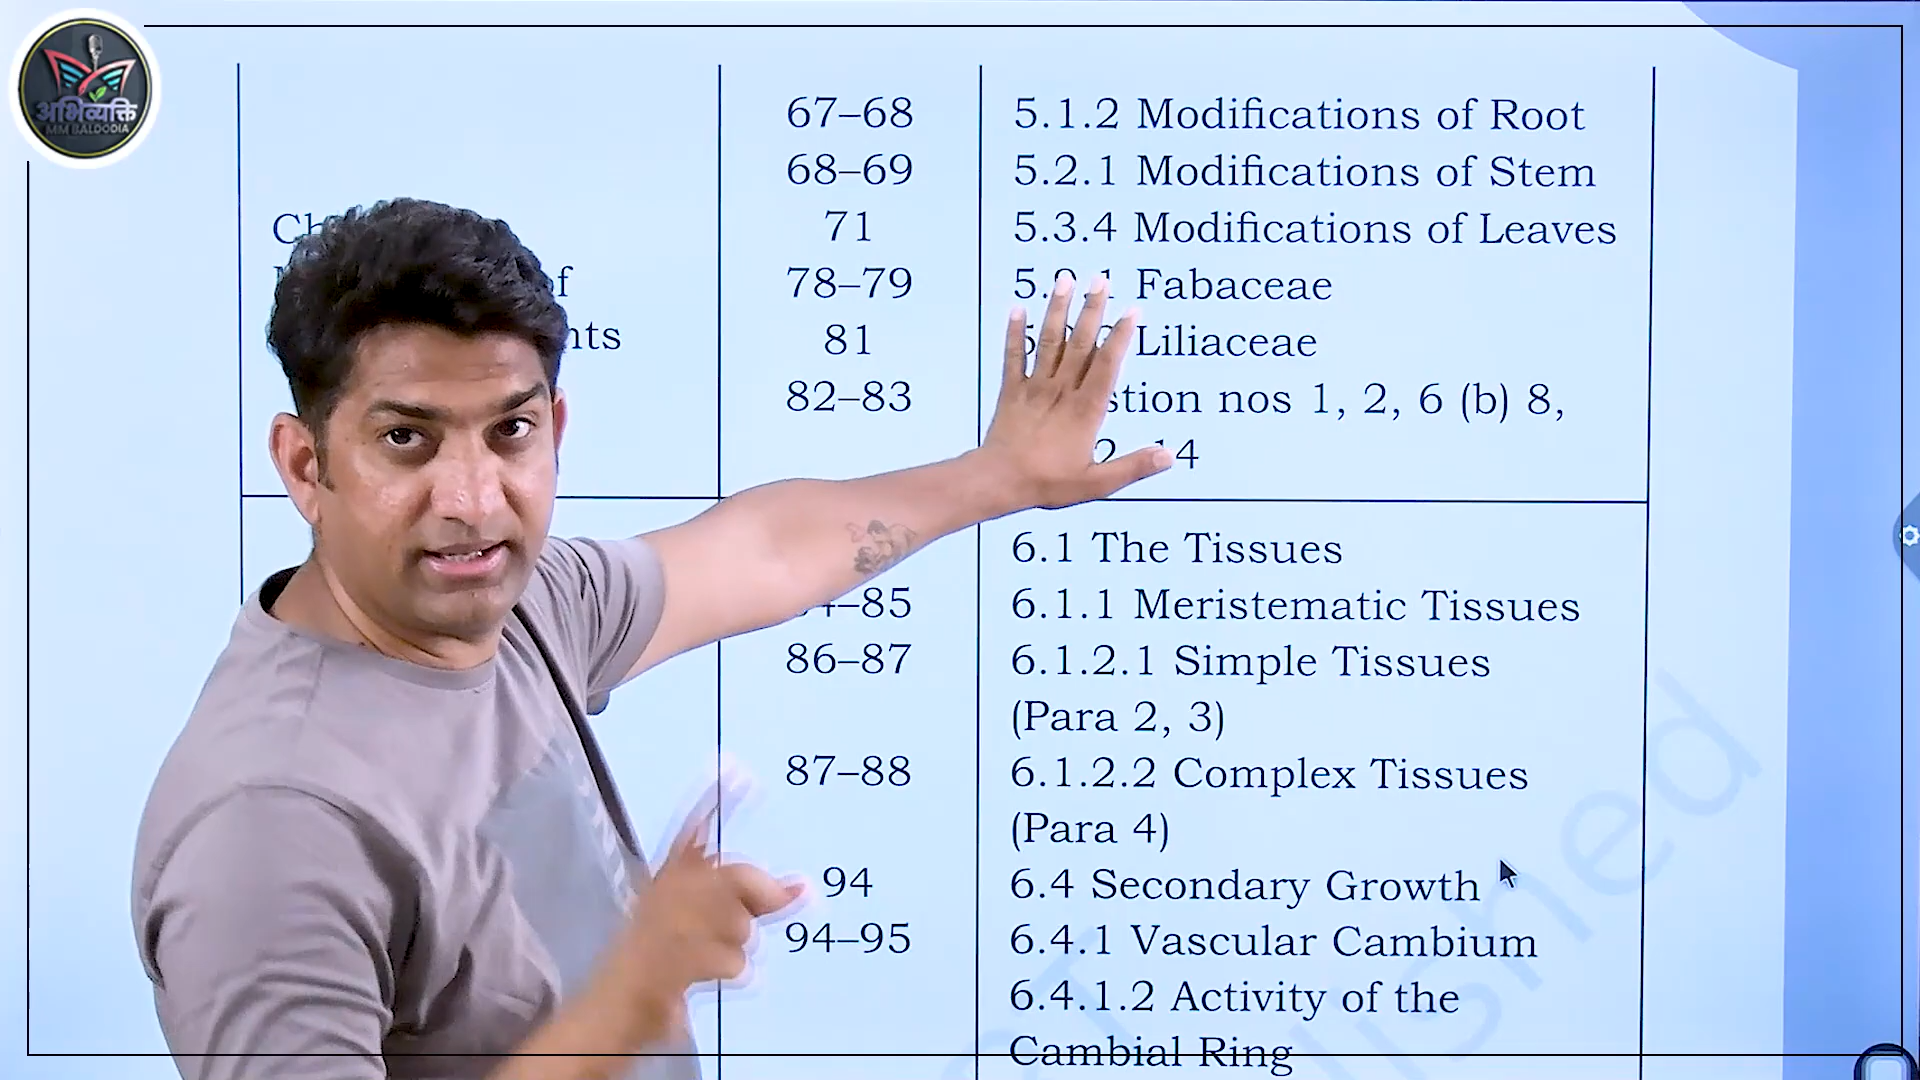 अभिव्यक्ति
MM BALDODIA
67–68 5.1.2 Modifications of Root
68–69 5.2.1 Modifications of Stem
71 5.3.4 Modifications of Leaves
78–79 Fabaceae
81 Liliaceae
82–83 nos 1, 2, 6 (b) 8,
6.1 The Tissues
6.1.1 Meristematic Tissues
86–87 6.1.2.1 Simple Tissues
(Para 2, 3)
87–88 6.1.2.2 Complex Tissues
(Para 4)
94 6.4 Secondary Growth
94–95 6.4.1 Vascular Cambium
6.4.1.2 Activity of the
Cambial Ring